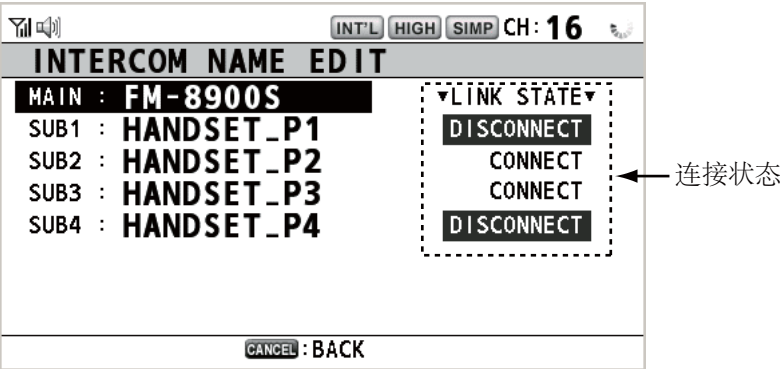 INT'L HIGH SIMP CH: 16
INTERCOM NAME EDIT
MAIN : FM-8900S ▼LINK STATE▼
SUB1 : HANDSET_P1 DISCONNECT
SUB2 : HANDSET_P2 CONNECT
SUB3 : HANDSET_P3 CONNECT
SUB4 : HANDSET_P4 DISCONNECT
连接状态
CANCEL : BACK